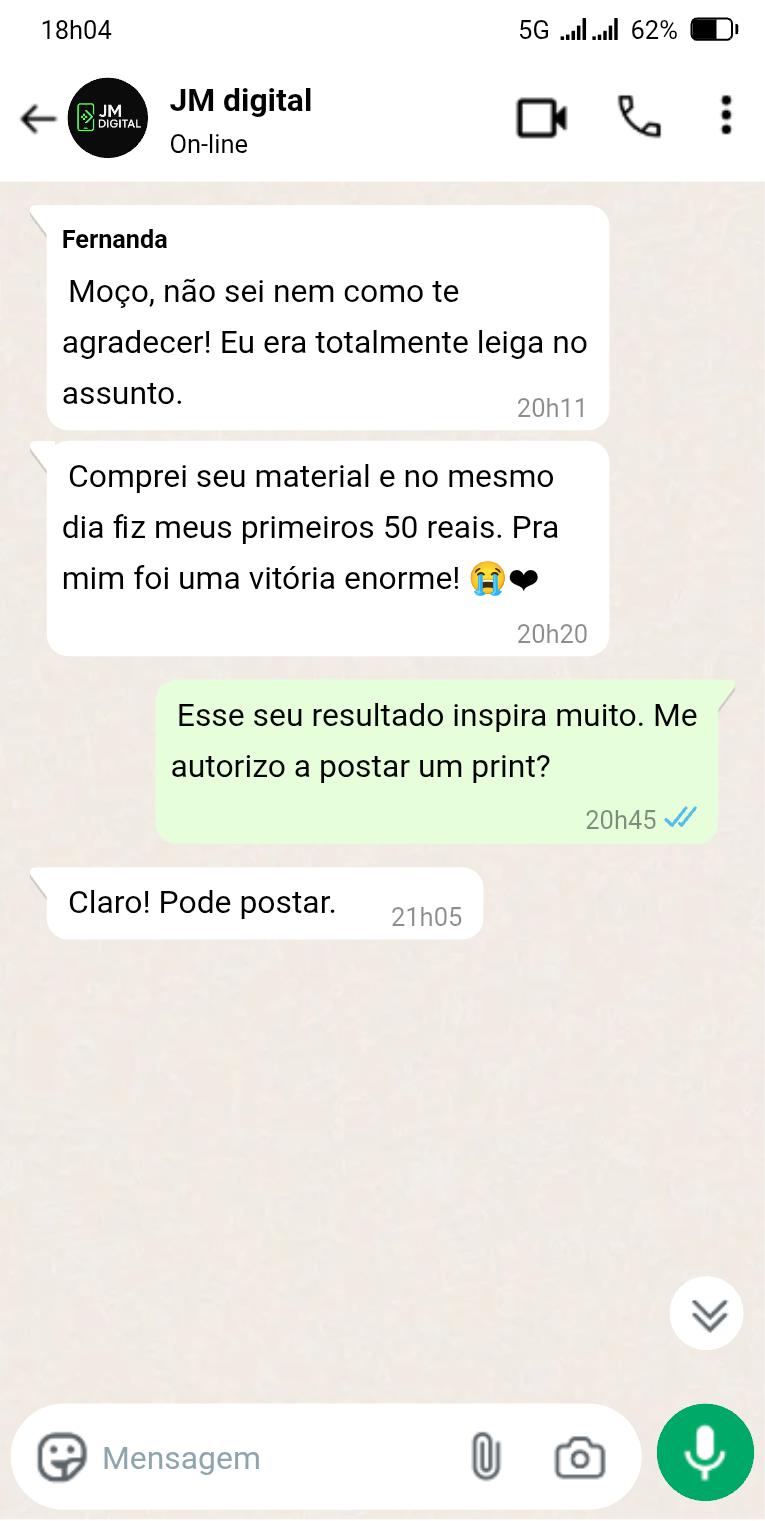 18h04
5G 62%
JM
DIGITAL
JM digital
On-line
Fernanda
Moço, não sei nem como te
agradecer! Eu era totalmente leiga no
assunto.
20h11
Comprei seu material e no mesmo
dia fiz meus primeiros 50 reais. Pra
mim foi uma vitória enorme! 😭❤
20h20
Esse seu resultado inspira muito. Me
autorizo a postar um print?
20h45
Claro! Pode postar.
21h05
Mensagem